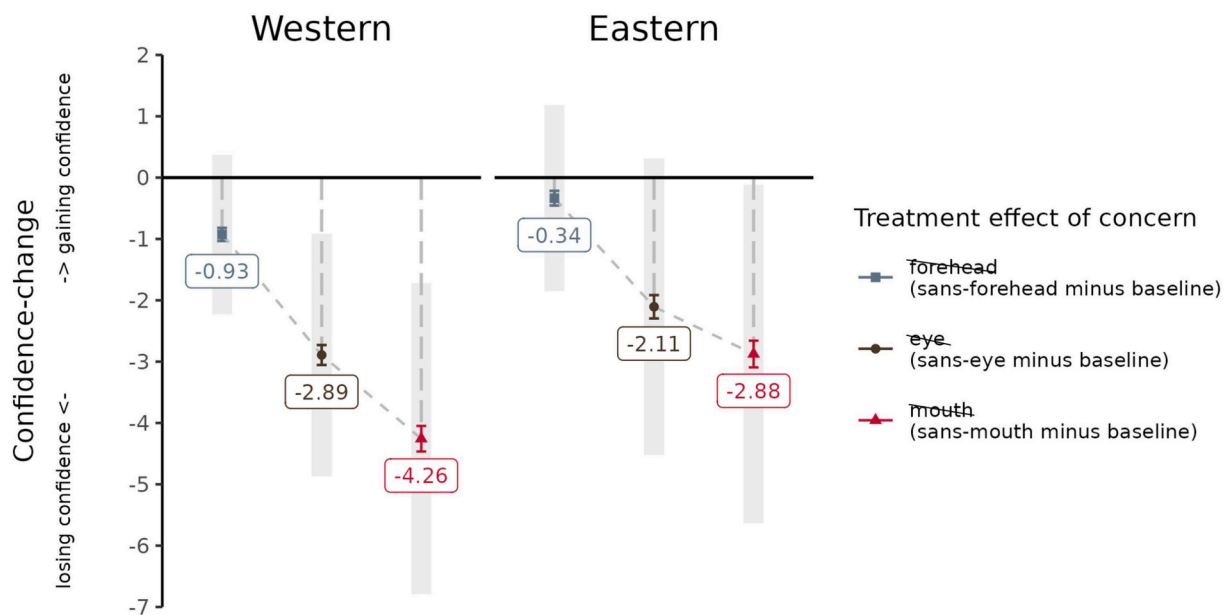 Western
Eastern
Confidence-change
losing confidence <-
-> gaining confidence
2
1
0
-1
-2
-3
-4
-5
-6
-7
-0.93
-2.89
-4.26
-0.34
-2.11
-2.88
Treatment effect of concern
forehead
(sans-forehead minus baseline)
eye
(sans-eye minus baseline)
mouth
(sans-mouth minus baseline)